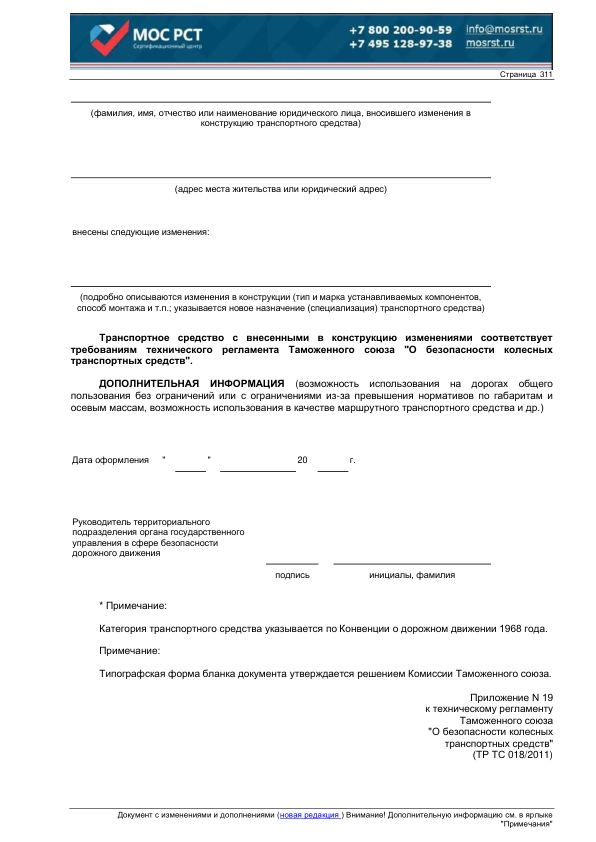 МОС РСТ
Сертификационный центр
+7 800 200-90-59
+7 495 128-97-38
info@mosrst.ru
mosrst.ru
Страница 311
(фамилия, имя, отчество или наименование юридического лица, вносившего изменения в
конструкцию транспортного средства)
(адрес места жительства или юридический адрес)
внесены следующие изменения:
(подробно описываются изменения в конструкции (тип и марка устанавливаемых компонентов,
способ монтажа и т.п.; указывается новое назначение (специализация) транспортного средства)
Транспортное средство с внесенными в конструкцию изменениями соответствует
требованиям технического регламента Таможенного союза "О безопасности колесных
транспортных средств".
ДОПОЛНИТЕЛЬНАЯ ИНФОРМАЦИЯ (возможность использования на дорогах общего
пользования без ограничений или с ограничениями из-за превышения нормативов по габаритам и
осевым массам, возможность использования в качестве маршрутного транспортного средства и др.)
Дата оформления " " 20 г.
Руководитель территориального
подразделения органа государственного
управления в сфере безопасности
дорожного движения
подпись инициалы, фамилия
* Примечание:
Категория транспортного средства указывается по Конвенции о дорожном движении 1968 года.
Примечание:
Типографская форма бланка документа утверждается решением Комиссии Таможенного союза.
Приложение N 19
к техническому регламенту
Таможенного союза
"О безопасности колесных
транспортных средств"
(ТР ТС 018/2011)
Документ с изменениями и дополнениями (новая редакция ) Внимание! Дополнительную информацию см. в ярлыке
"Примечания"